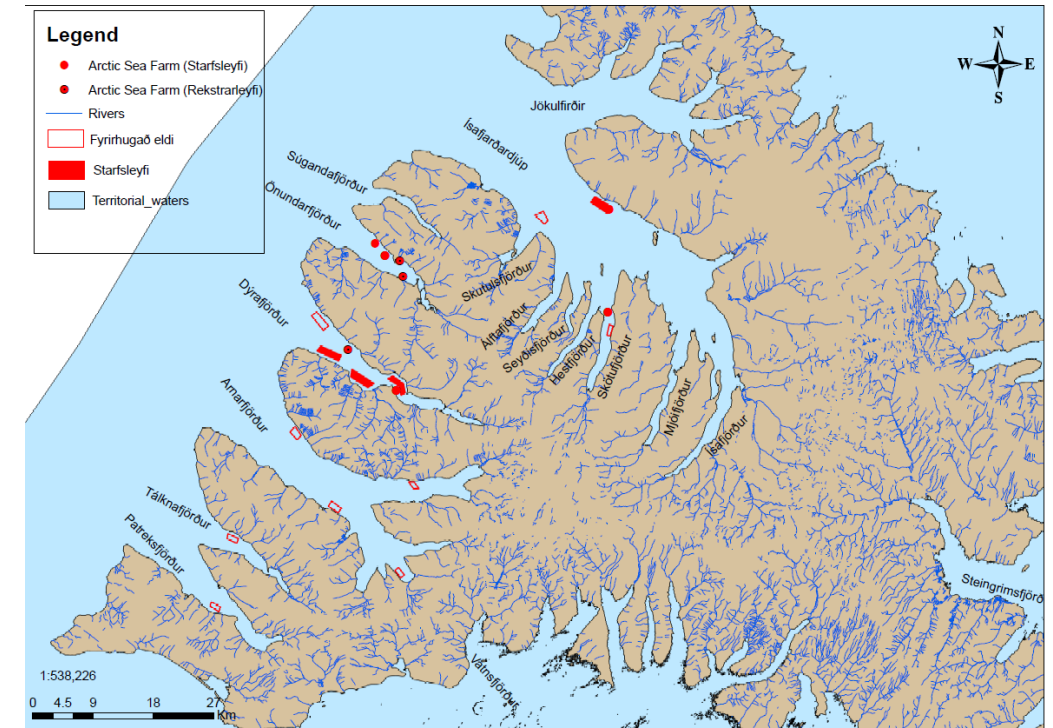 Legend
Arctic Sea Farm (Starfsleyfi)
Arctic Sea Farm (Rekstrarleyfi)
Rivers
Fyrirhugað eldi
Starfsleyfi
Territorial_waters
N
W E
S
Jökulfirðir
Ísafjarðardjúp
Súgandafjörður
Önundarfjörður
Dýrafjörður
Skutulsfjörður
Álftafjörður
Seyðisfjörður
Hestfjörður
Skötufjörður
Mjóifjörður
Ísafjörður
Arnarfjörður
Tálknafjörður
Patreksfjörður
Steingrimsfjörð
Vatnsfjörður
1:538,226
0 4.5 9 18 27
Km